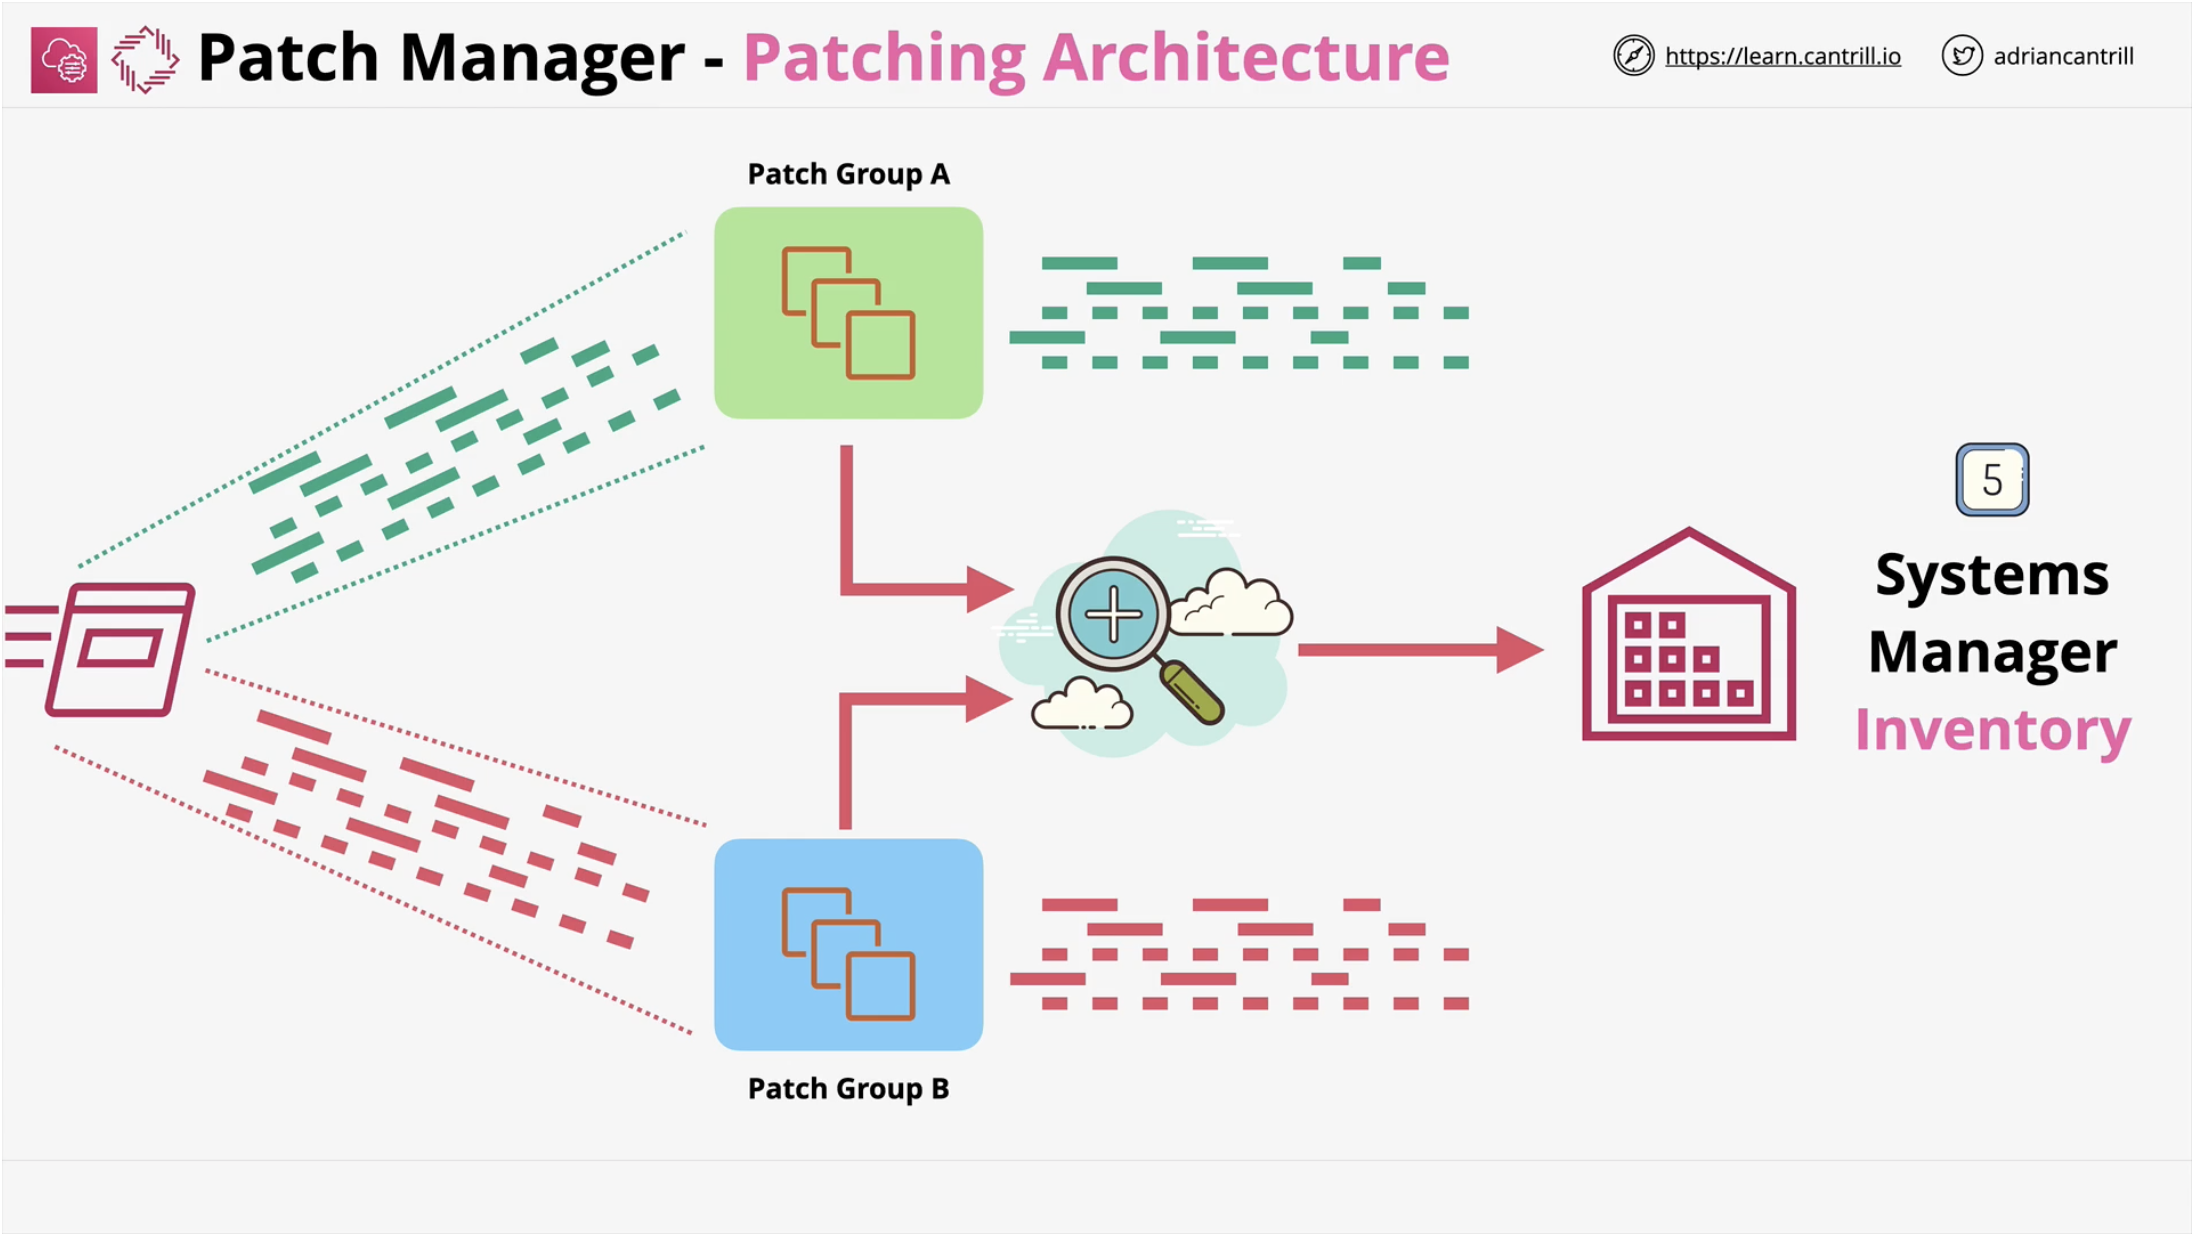 Patch Manager - Patching Architecture
https://learn.cantrill.io
adriancantrill
Patch Group A
5
Systems
Manager
Inventory
Patch Group B